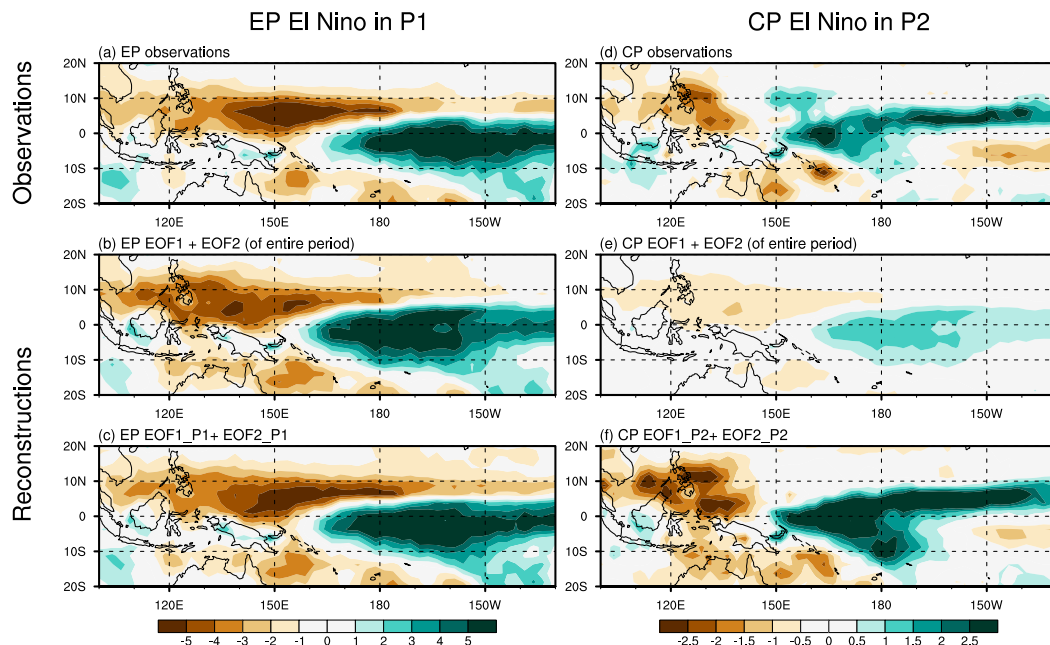 EP El Nino in P1
CP El Nino in P2
Observations
Reconstructions
(a) EP observations
20N
10N
0
10S
20S
120E 150E 180 150W
(d) CP observations
20N
10N
0
10S
20S
120E 150E 180 150W
(b) EP EOF1 + EOF2 (of entire period)
20N
10N
0
10S
20S
120E 150E 180 150W
(e) CP EOF1 + EOF2 (of entire period)
20N
10N
0
10S
20S
120E 150E 180 150W
(c) EP EOF1_P1+ EOF2_P1
20N
10N
0
10S
20S
120E 150E 180 150W
(f) CP EOF1_P2+ EOF2_P2
20N
10N
0
10S
20S
120E 150E 180 150W
-5 -4 -3 -2 -1 0 1 2 3 4 5
-2.5 -2 -1.5 -1 -0.5 0 0.5 1 1.5 2 2.5